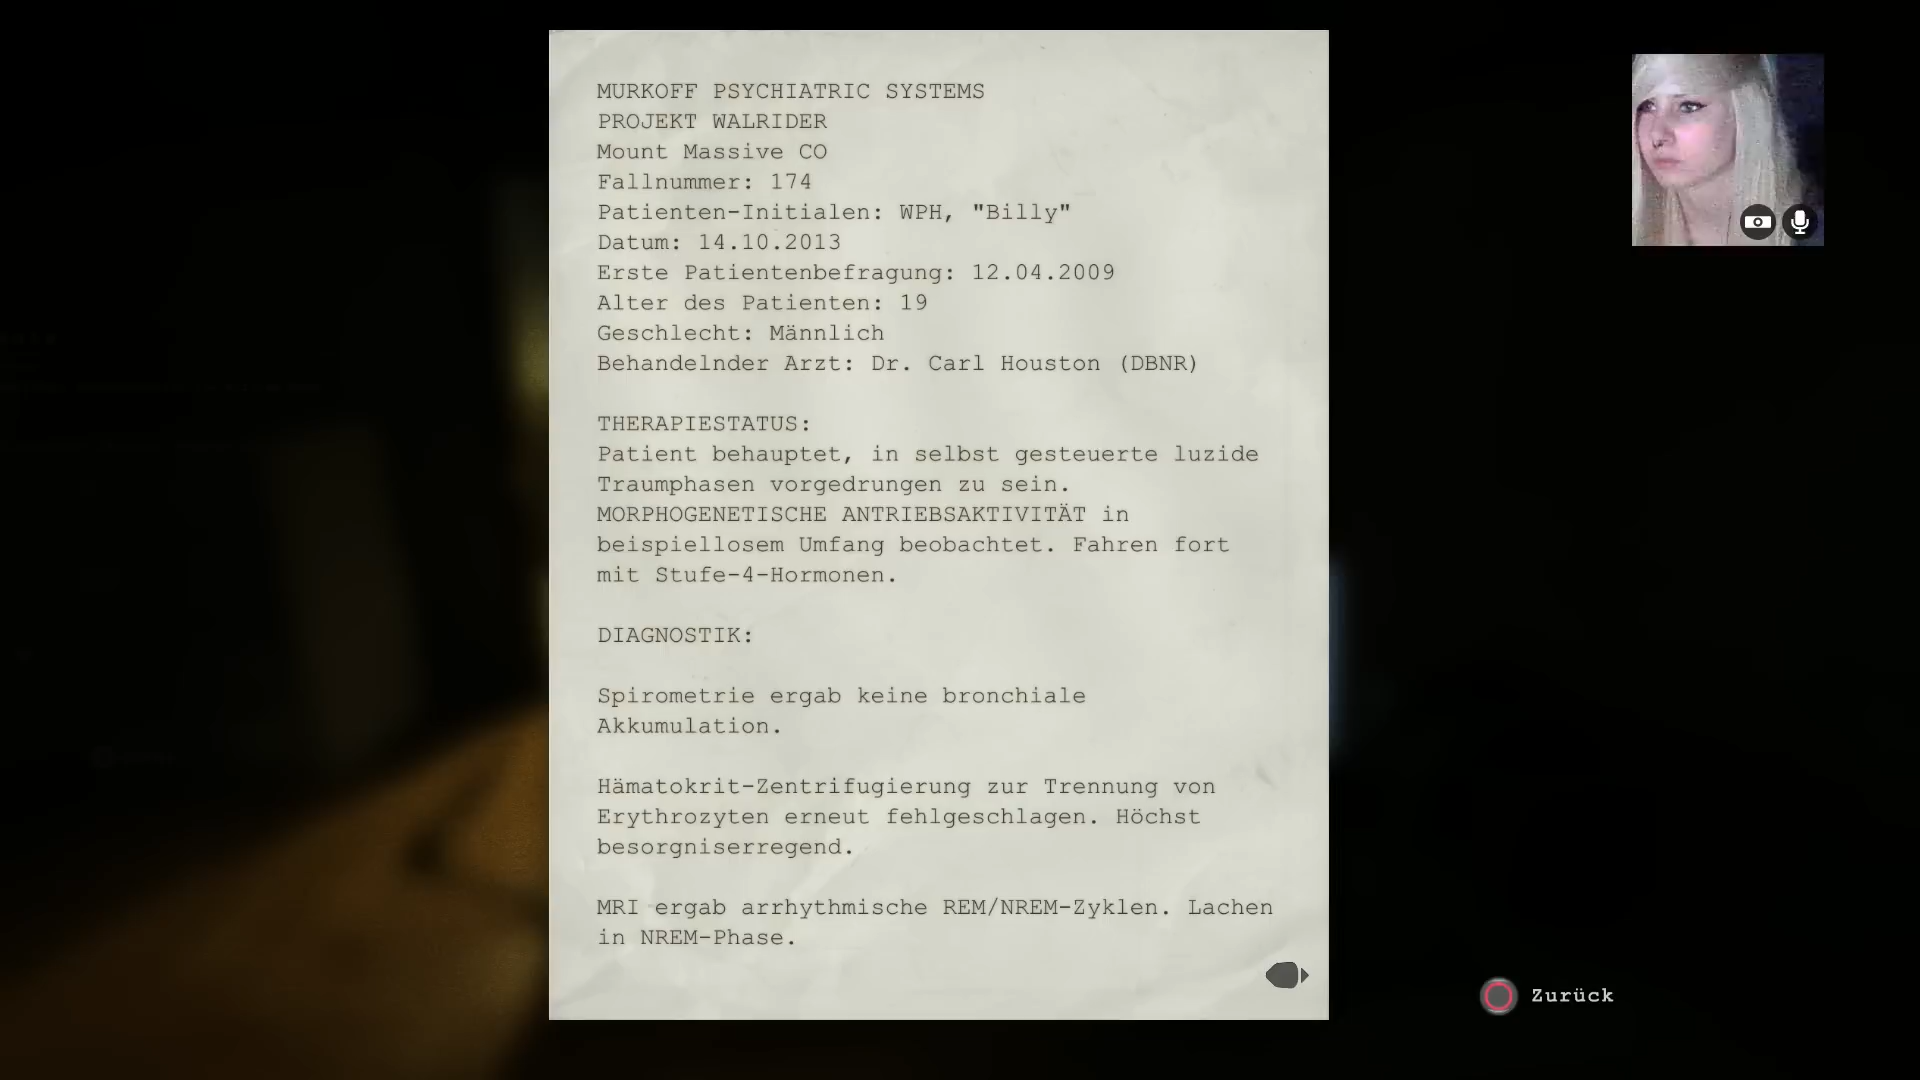 MURKOFF PSYCHIATRIC SYSTEMS
PROJEKT WALRIDER
Mount Massive CO
Fallnummer: 174
Patienten-Initialen: WPH, "Billy"
Datum: 14.10.2013
Erste Patientenbefragung: 12.04.2009
Alter des Patienten: 19
Geschlecht: Männlich
Behandelnder Arzt: Dr. Carl Houston (DBNR)
THERAPIESTATUS:
Patient behauptet, in selbst gesteuerte luzide
Traumphasen vorgedrungen zu sein.
MORPHOGENETISCHE ANTRIEBSAKTIVITÄT in
beispiellosem Umfang beobachtet. Fahren fort
mit Stufe-4-Hormonen.
DIAGNOSTIK:
Spirometrie ergab keine bronchiale
Akkumulation.
Hämatokrit-Zentrifugierung zur Trennung von
Erythrozyten erneut fehlgeschlagen. Höchst
besorgniserregend.
MRI ergab arrhythmische REM/NREM-Zyklen. Lachen
in NREM-Phase.
Zurück